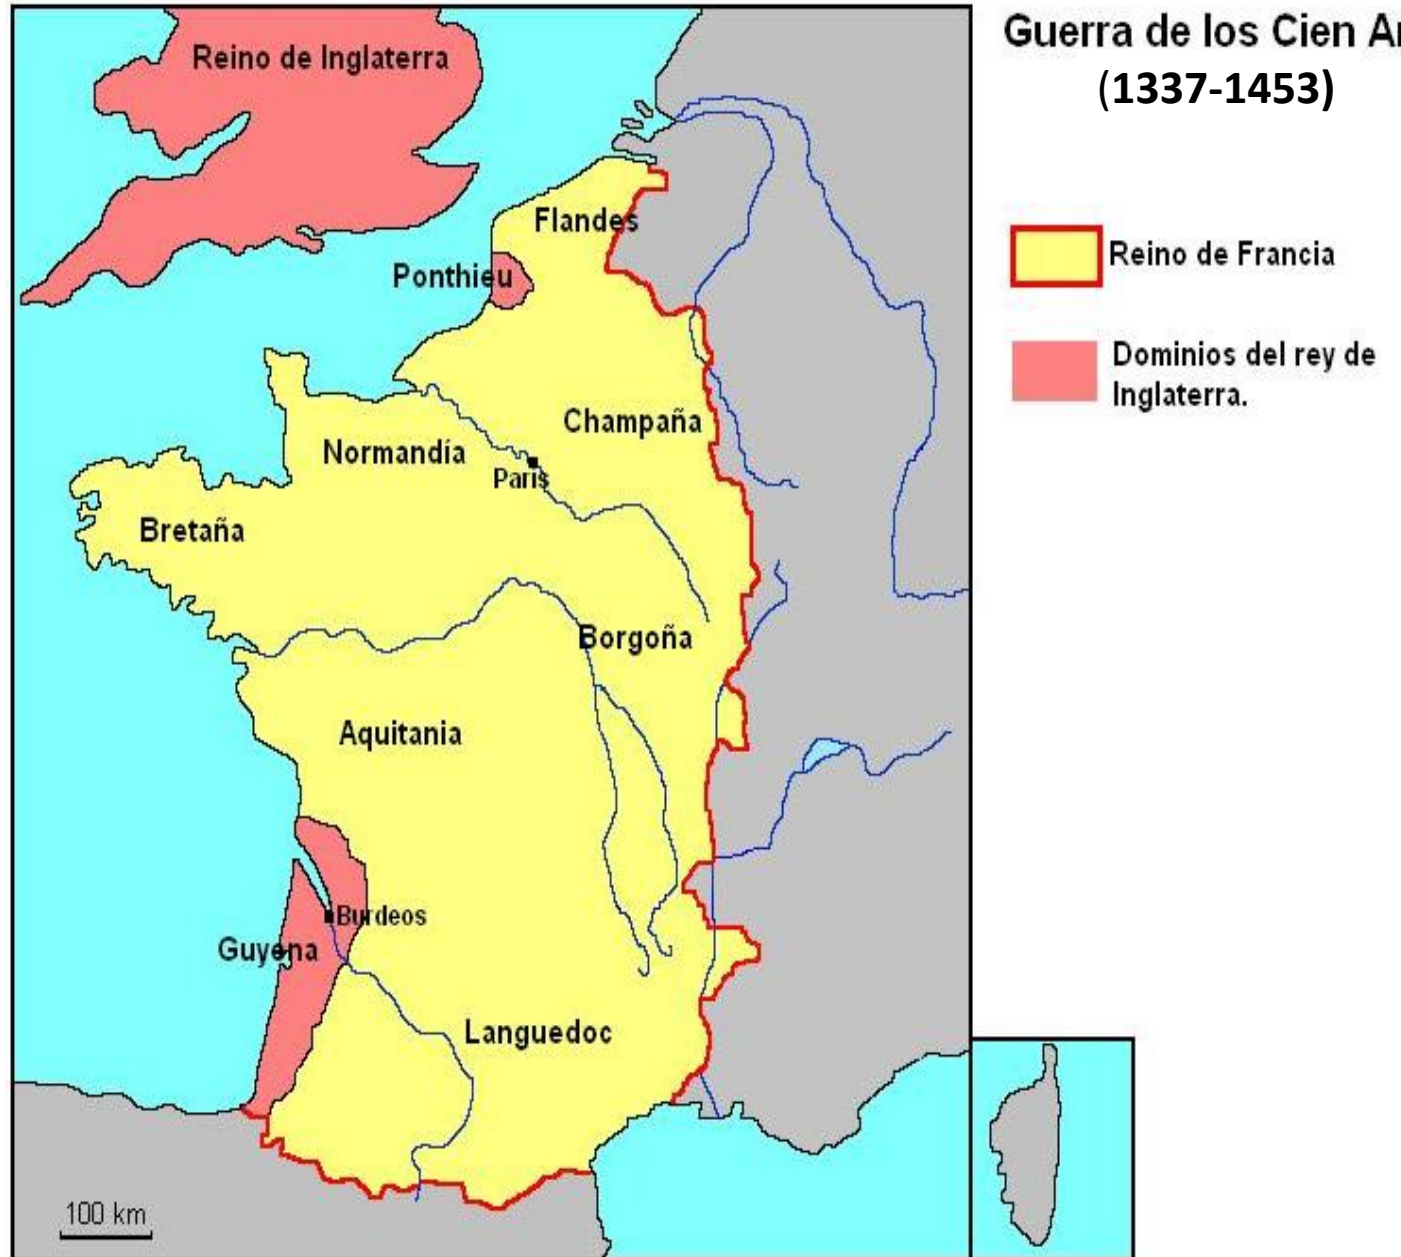 Guerra de los Cien A
(1337-1453)
Reino de Inglaterra
Flandes
Ponthieu
Reino de Francia
Dominios del rey de
Inglaterra.
Champaña
Normandía
Paris
Bretaña
Borgoña
Aquitania
Burdeos
Guyena
Languedoc
100 km